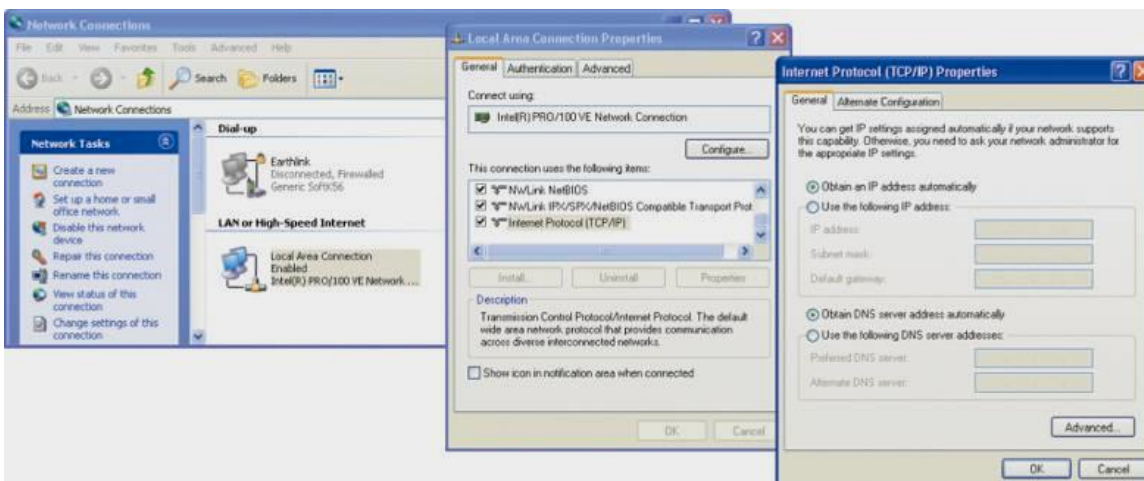 Network Connections
File Edit View Favorites Tools Advanced Help
Back
Search
Folders
Address
Network Connections
Network Tasks
Create a new
connection
Set up a home or small
office network
Disable this network
device
Repair this connection
Rename this connection
View status of this
connection
Change settings of this
connection
Dial-up
Earthlink
Disconnected, Firewalled
Generic SoftK56
LAN or High-Speed Internet
Local Area Connection
Enabled
Intel(R) PRO/100 VE Network ...
Local Area Connection Properties
General
Authentication
Advanced
Connect using:
Intel(R) PRO/100 VE Network Connection
Configure...
This connection uses the following items:
NWLink NetBIOS
NWLink IPX/SPX/NetBIOS Compatible Transport Prot
Internet Protocol (TCP/IP)
Install...
Uninstall
Properties
Description
Transmission Control Protocol/Internet Protocol. The default
wide area network protocol that provides communication
across diverse interconnected networks.
Show icon in notification area when connected
OK
Cancel
Internet Protocol (TCP/IP) Properties
General
Alternate Configuration
You can get IP settings assigned automatically if your network supports
this capability. Otherwise, you need to ask your network administrator for
the appropriate IP settings.
Obtain an IP address automatically
Use the following IP address:
IP address:
Subnet mask:
Default gateway:
Obtain DNS server address automatically
Use the following DNS server addresses:
Preferred DNS server:
Alternate DNS server:
Advanced...
OK
Cancel